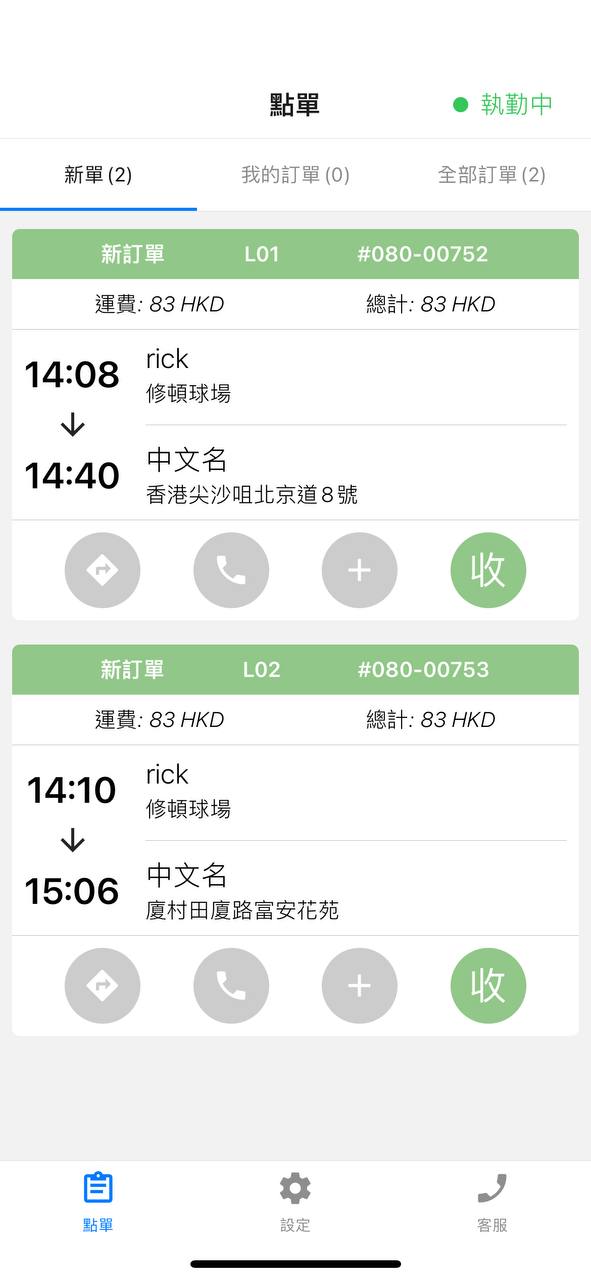 點單
執勤中
新單 (2)
我的訂單 (0)
全部訂單 (2)
新訂單 L01 #080-00752
運費: 83 HKD 總計: 83 HKD
14:08
rick
修頓球場
14:40
中文名
香港尖沙咀北京道8號
收
新訂單 L02 #080-00753
運費: 83 HKD 總計: 83 HKD
14:10
rick
修頓球場
15:06
中文名
廈村田廈路富安花苑
收
點單
設定
客服